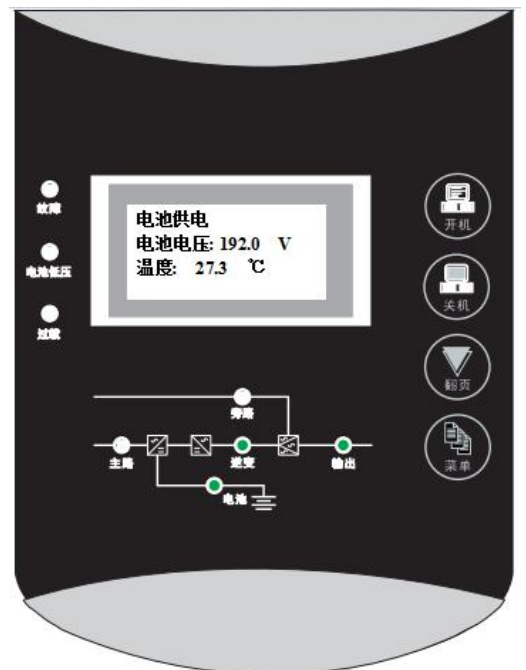 电池供电
电池电压: 192.0 V
温度: 27.3 ℃
故障
电池低压
过载
开机
关机
翻页
菜单
旁路
主路
逆变
输出
电池